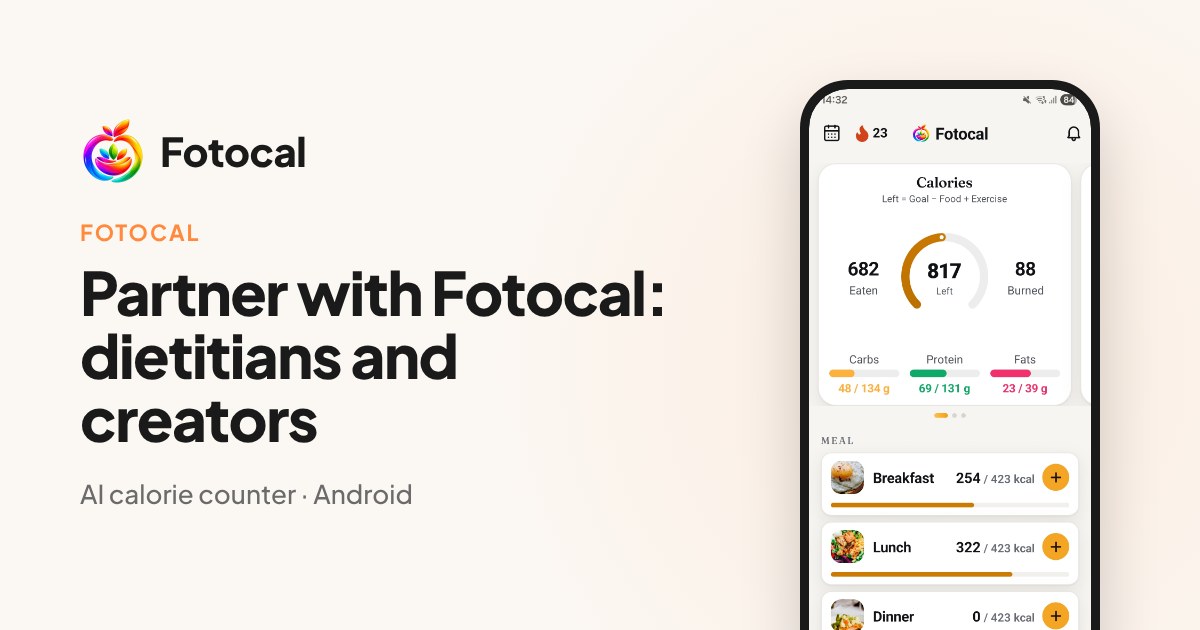 Fotocal
FOTOCAL
Partner with Fotocal:
dietitians and
creators
AI calorie counter · Android
14:32
84
23
Fotocal
Calories
Left = Goal − Food + Exercise
682
Eaten
817
Left
88
Burned
Carbs
Protein
Fats
48 / 134 g
69 / 131 g
23 / 39 g
MEAL
Breakfast 254 / 423 kcal +
Lunch 322 / 423 kcal +
Dinner 0 / 423 kcal +